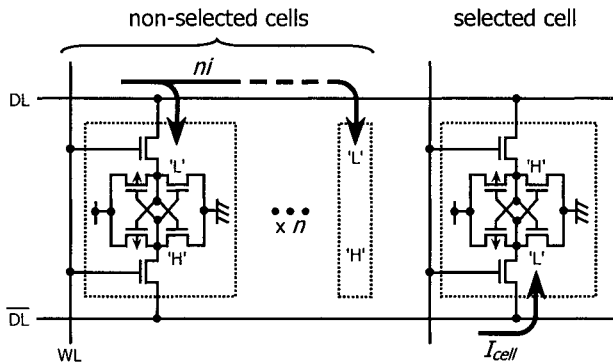 non-selected cells
selected cell
ni
DL
'L'
'L'
'H'
x n
'H'
'H'
'L'
DL
WL
Icell